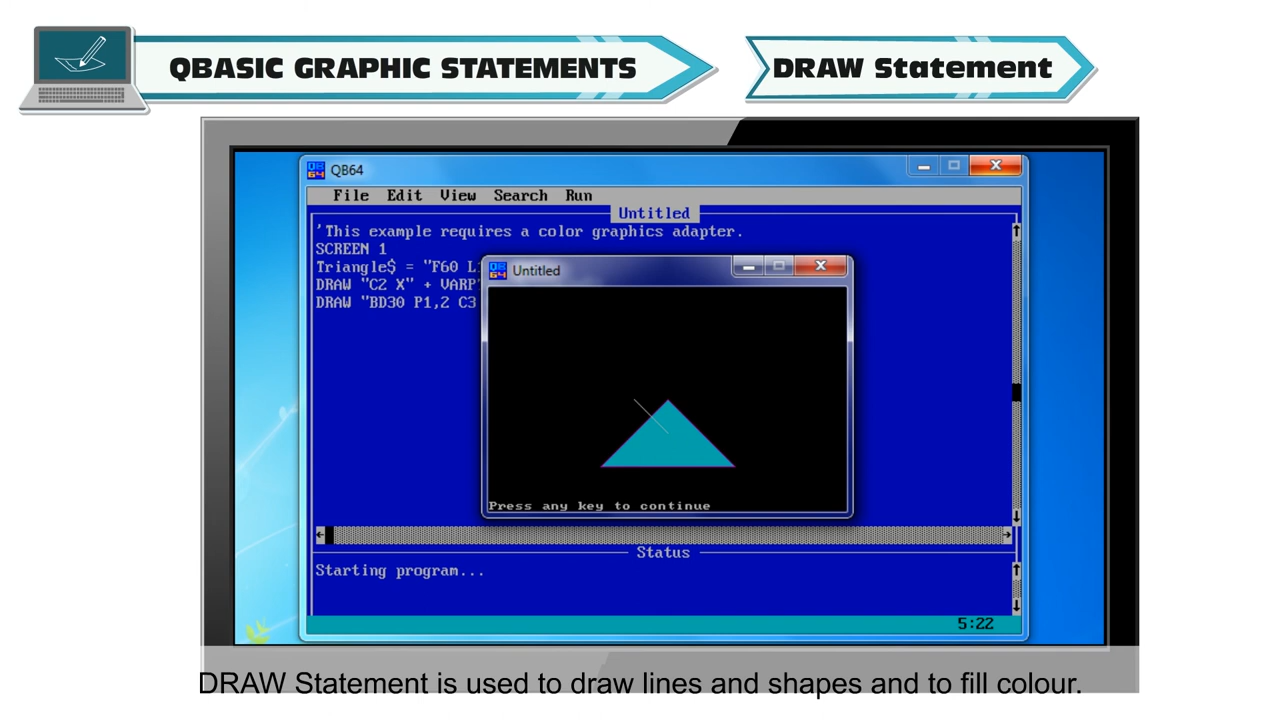 QBASIC GRAPHIC STATEMENTS
DRAW Statement
QB64
File Edit View Search Run
Untitled
'This example requires a color graphics adapter.
SCREEN 1
Triangle$ = "F60 L
DRAW "C2 X" + VARP
DRAW "BD30 P1,2 C3
Untitled
Press any key to continue
Status
Starting program...
5:22
DRAW Statement is used to draw lines and shapes and to fill colour.